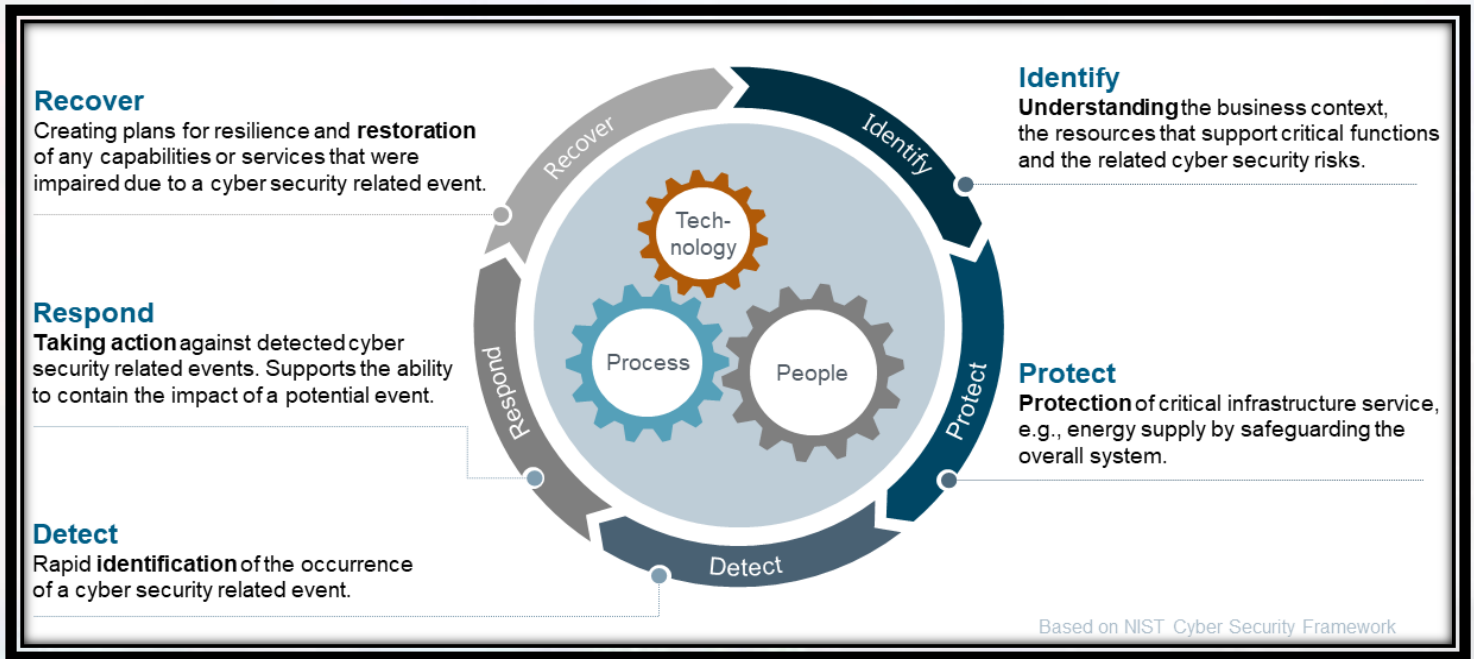 Recover
Creating plans for resilience and restoration
of any capabilities or services that were
impaired due to a cyber security related event.
Respond
Taking action against detected cyber
security related events. Supports the ability
to contain the impact of a potential event.
Detect
Rapid identification of the occurrence
of a cyber security related event.
Recover
Identify
Protect
Detect
Respond
Tech-
nology
Process
People
Identify
Understanding the business context,
the resources that support critical functions
and the related cyber security risks.
Protect
Protection of critical infrastructure service,
e.g., energy supply by safeguarding the
overall system.
Based on NIST Cyber Security Framework